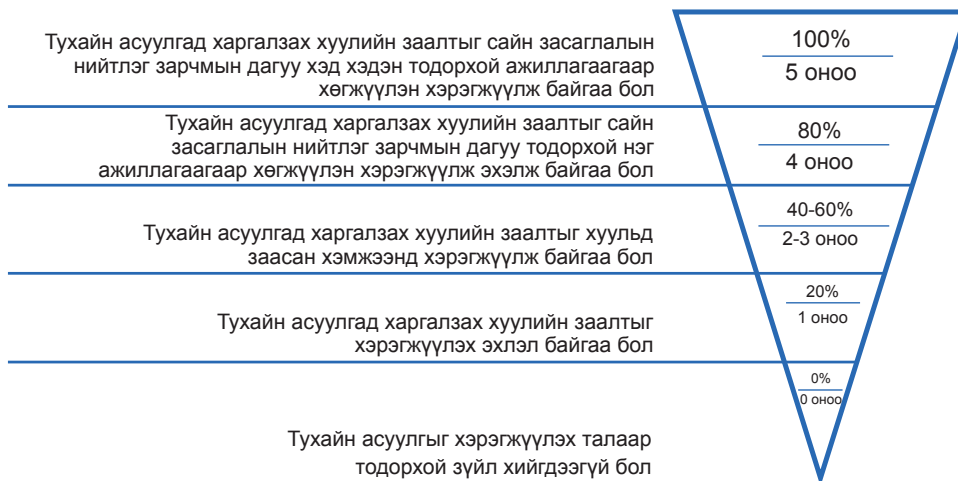 Тухайн асуулгад харгалзах хуулийн заалтыг сайн засаглалын
нийтлэг зарчмын дагуу хэд хэдэн тодорхой ажиллагаагаар
хөгжүүлэн хэрэгжүүлж байгаа бол
100%
5 оноо
Тухайн асуулгад харгалзах хуулийн заалтыг сайн
засаглалын нийтлэг зарчмын дагуу тодорхой нэг
ажиллагаагаар хөгжүүлэн хэрэгжүүлж эхэлж байгаа бол
80%
4 оноо
Тухайн асуулгад харгалзах хуулийн заалтыг хуульд
заасан хэмжээнд хэрэгжүүлж байгаа бол
40-60%
2-3 оноо
Тухайн асуулгад харгалзах хуулийн заалтыг
хэрэгжүүлэх эхлэл байгаа бол
20%
1 оноо
Тухайн асуулгыг хэрэгжүүлэх талаар
тодорхой зүйл хийгдээгүй бол
0%
0 оноо